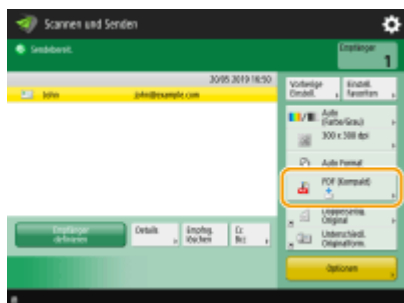 Scannen und Senden
Sendebereit.
Empfänger
1
20/05 2019 16:50
John
john@example.com
Vorherige
Einstell.
Einstell.
Favoriten
Auto
(Farbe/Grau)
300 x 300 dpi
Auto Format
PDF (Kompakt)
Doppelseitig.
Original
Unterschiedl.
Originalform.
Empfänger
definieren
Details
Empfng.
löschen
Cc
Bcc
Optionen